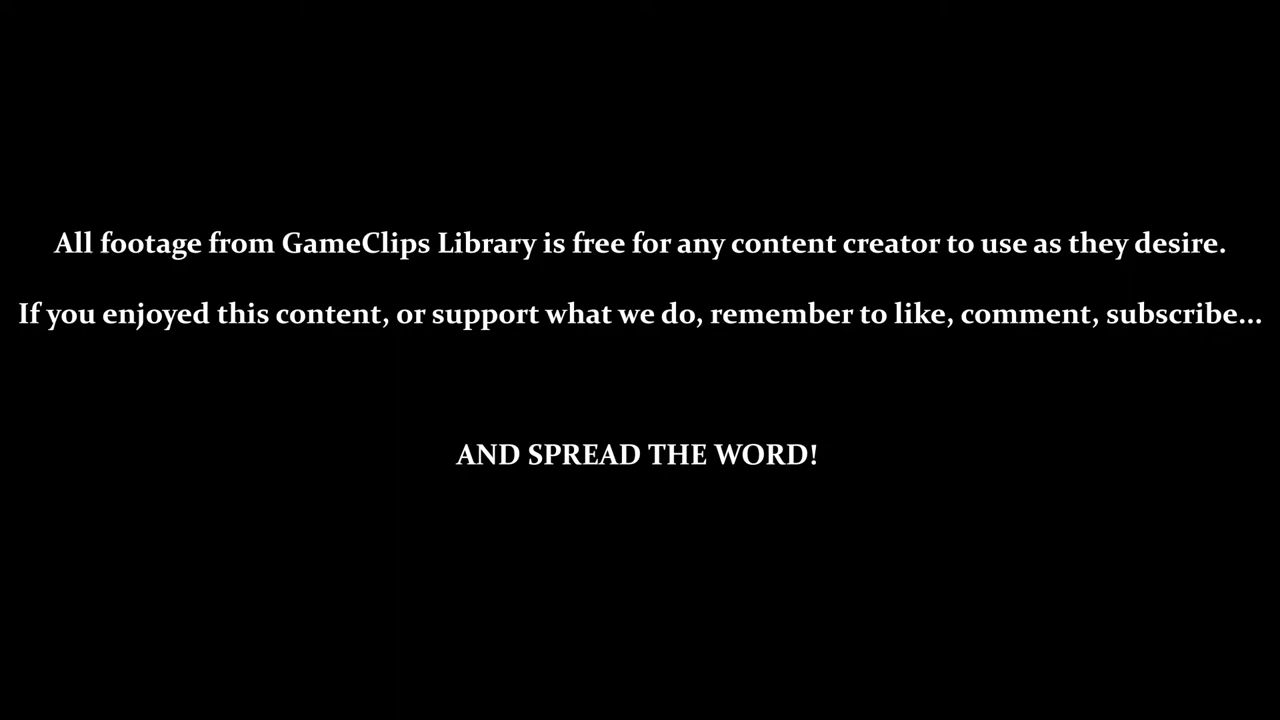 All footage from GameClips Library is free for any content creator to use as they desire.
If you enjoyed this content, or support what we do, remember to like, comment, subscribe...
AND SPREAD THE WORD!